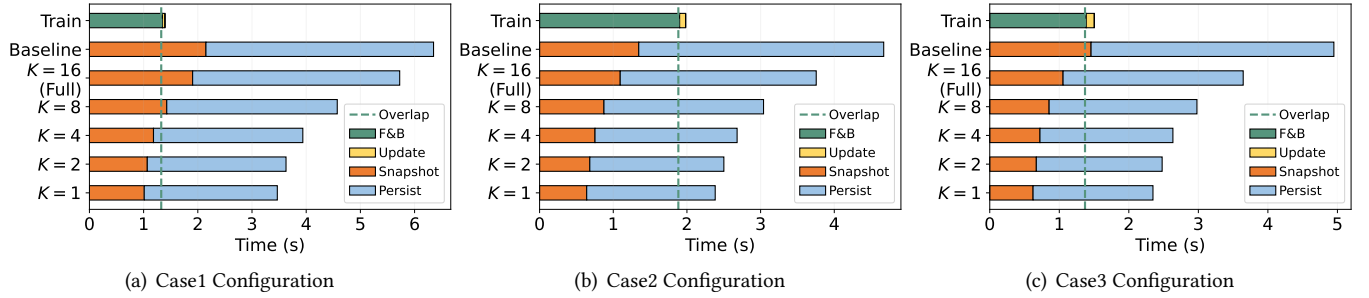 Train
Baseline
K = 16
(Full)
K = 8
K = 4
K = 2
K = 1
Overlap
F&B
Update
Snapshot
Persist
0 1 2 3 4 5 6
Time (s)
(a) Case1 Configuration
Train
Baseline
K = 16
(Full)
K = 8
K = 4
K = 2
K = 1
Overlap
F&B
Update
Snapshot
Persist
0 1 2 3 4
Time (s)
(b) Case2 Configuration
Train
Baseline
K = 16
(Full)
K = 8
K = 4
K = 2
K = 1
Overlap
F&B
Update
Snapshot
Persist
0 1 2 3 4 5
Time (s)
(c) Case3 Configuration